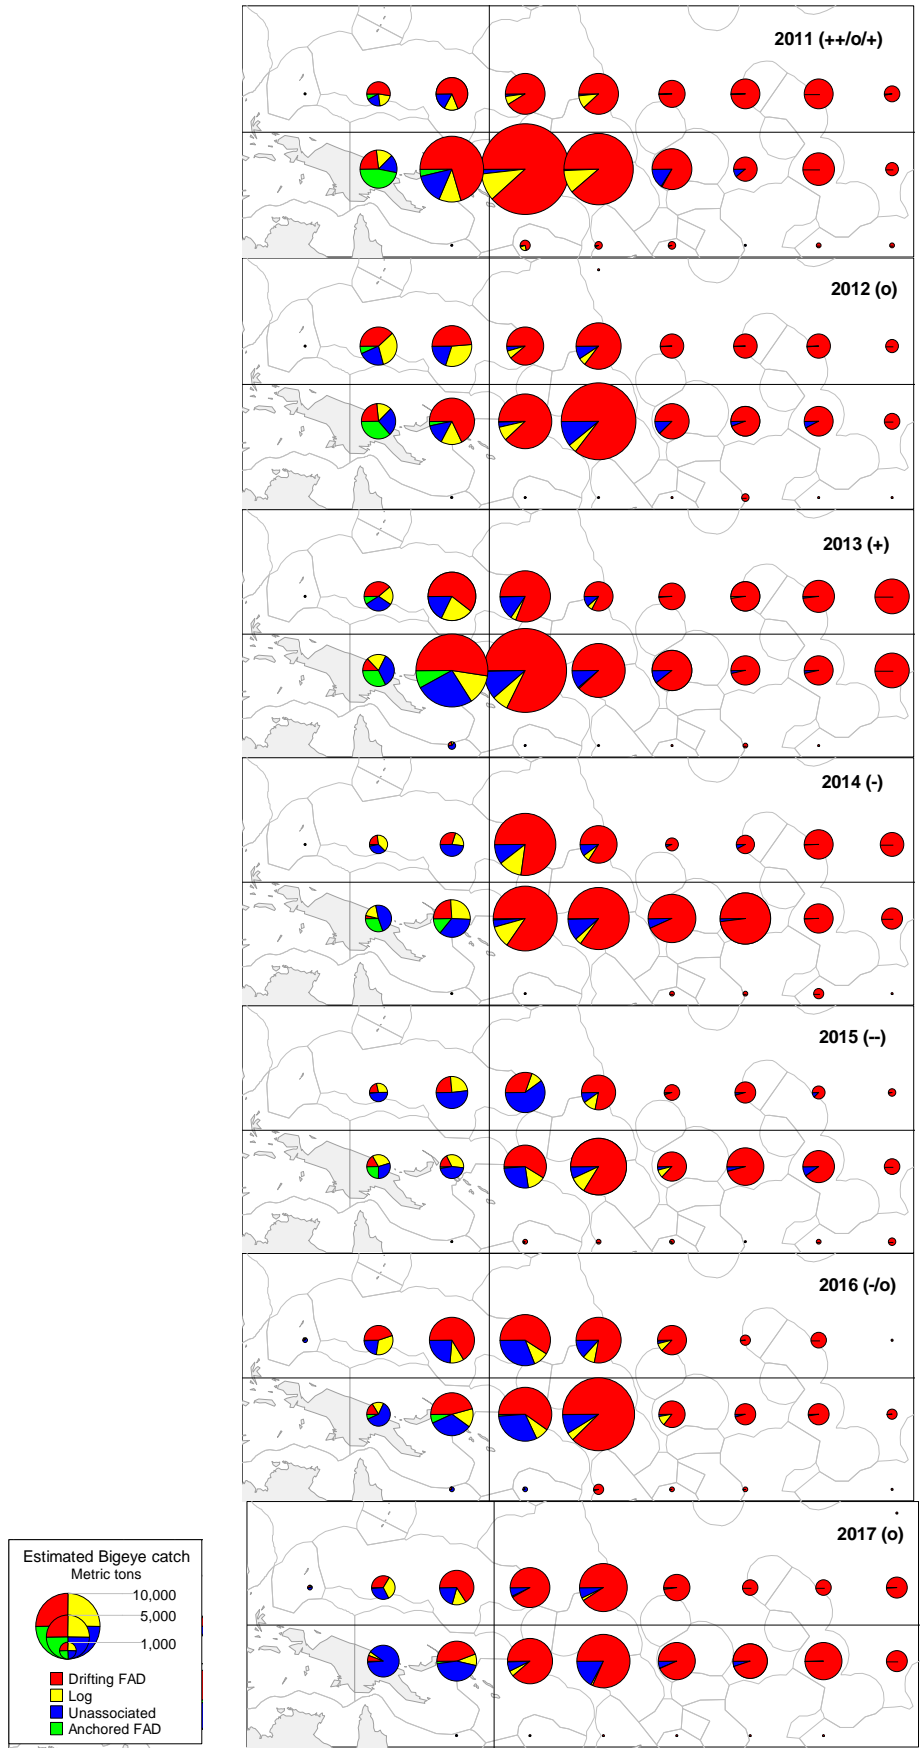 2011 (++/o/+)
2012 (o)
2013 (+)
2014 (-)
2015 (--)
2016 (-/o)
2017 (o)
Estimated Bigeye catch
Metric tons
10,000
5,000
1,000
Drifting FAD
Log
Unassociated
Anchored FAD